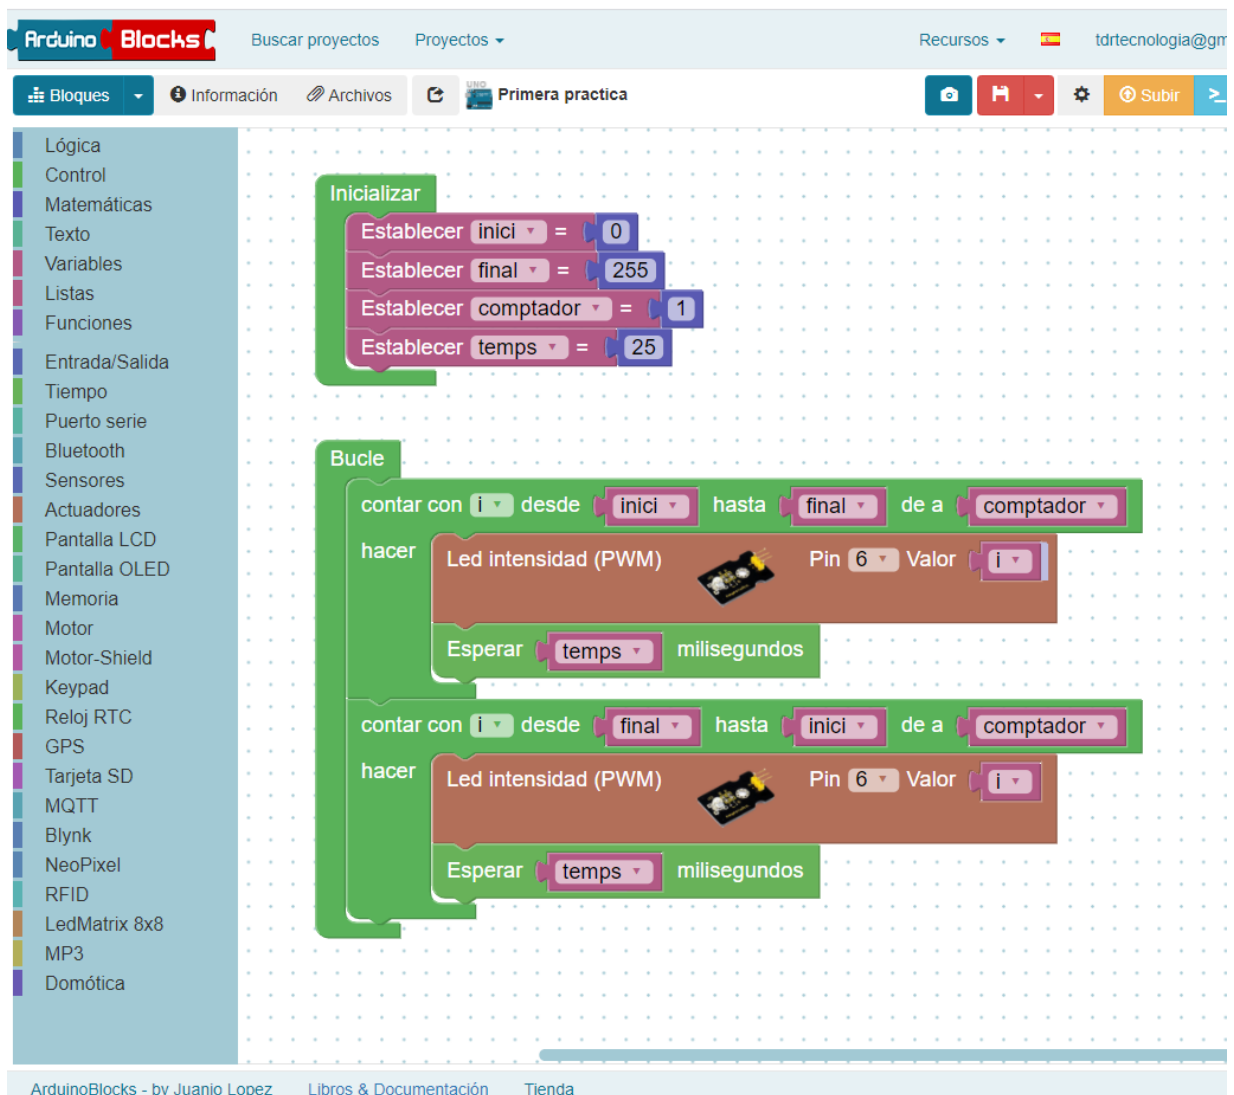 Arduino Blocks Buscar proyectos Proyectos Recursos tdrtecnologia@gm
Bloques Información Archivos UNO Primera practica Subir >_
Lógica
Control
Matemáticas
Texto
Variables
Listas
Funciones
Entrada/Salida
Tiempo
Puerto serie
Bluetooth
Sensores
Actuadores
Pantalla LCD
Pantalla OLED
Memoria
Motor
Motor-Shield
Keypad
Reloj RTC
GPS
Tarjeta SD
MQTT
Blynk
NeoPixel
RFID
LedMatrix 8x8
MP3
Domótica
Inicializar
Establecer inici = 0
Establecer final = 255
Establecer comptador = 1
Establecer temps = 25
Bucle
contar con i desde inici hasta final de a comptador
hacer Led intensidad (PWM) Pin 6 Valor i
Esperar temps milisegundos
contar con i desde final hasta inici de a comptador
hacer Led intensidad (PWM) Pin 6 Valor i
Esperar temps milisegundos
ArduinoBlocks - by Juanjo Lopez Libros & Documentación Tienda